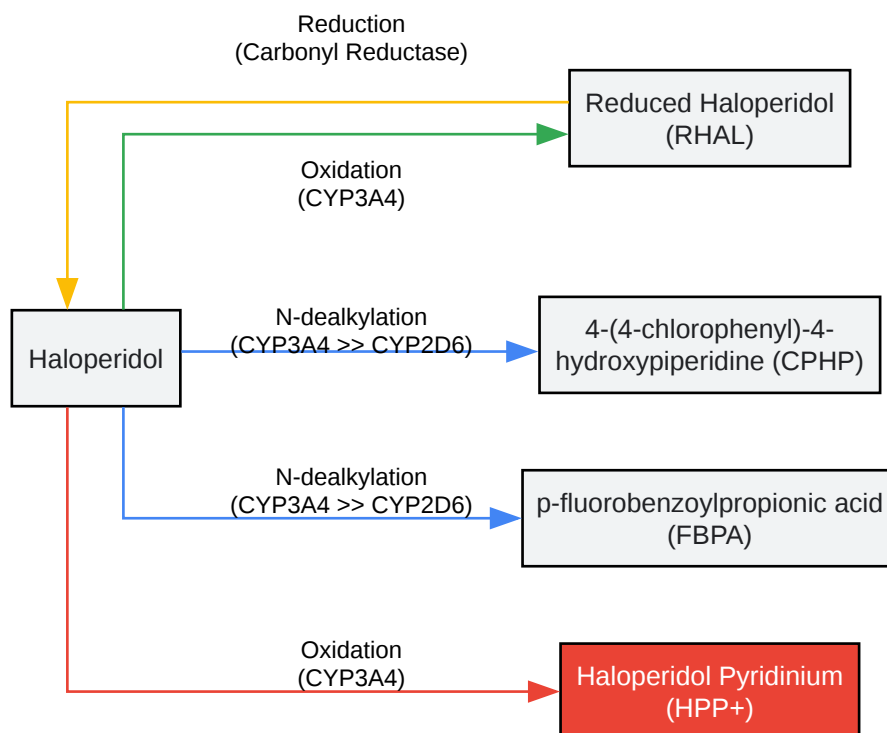 Reduction
(Carbonyl Reductase)
Reduced Haloperidol
(RHAL)
Oxidation
(CYP3A4)
Haloperidol
N-dealkylation
(CYP3A4 >> CYP2D6)
4-(4-chlorophenyl)-4-
hydroxypiperidine (CPHP)
N-dealkylation
(CYP3A4 >> CYP2D6)
p-fluorobenzoylpropionic acid
(FBPA)
Oxidation
(CYP3A4)
Haloperidol Pyridinium
(HPP+)